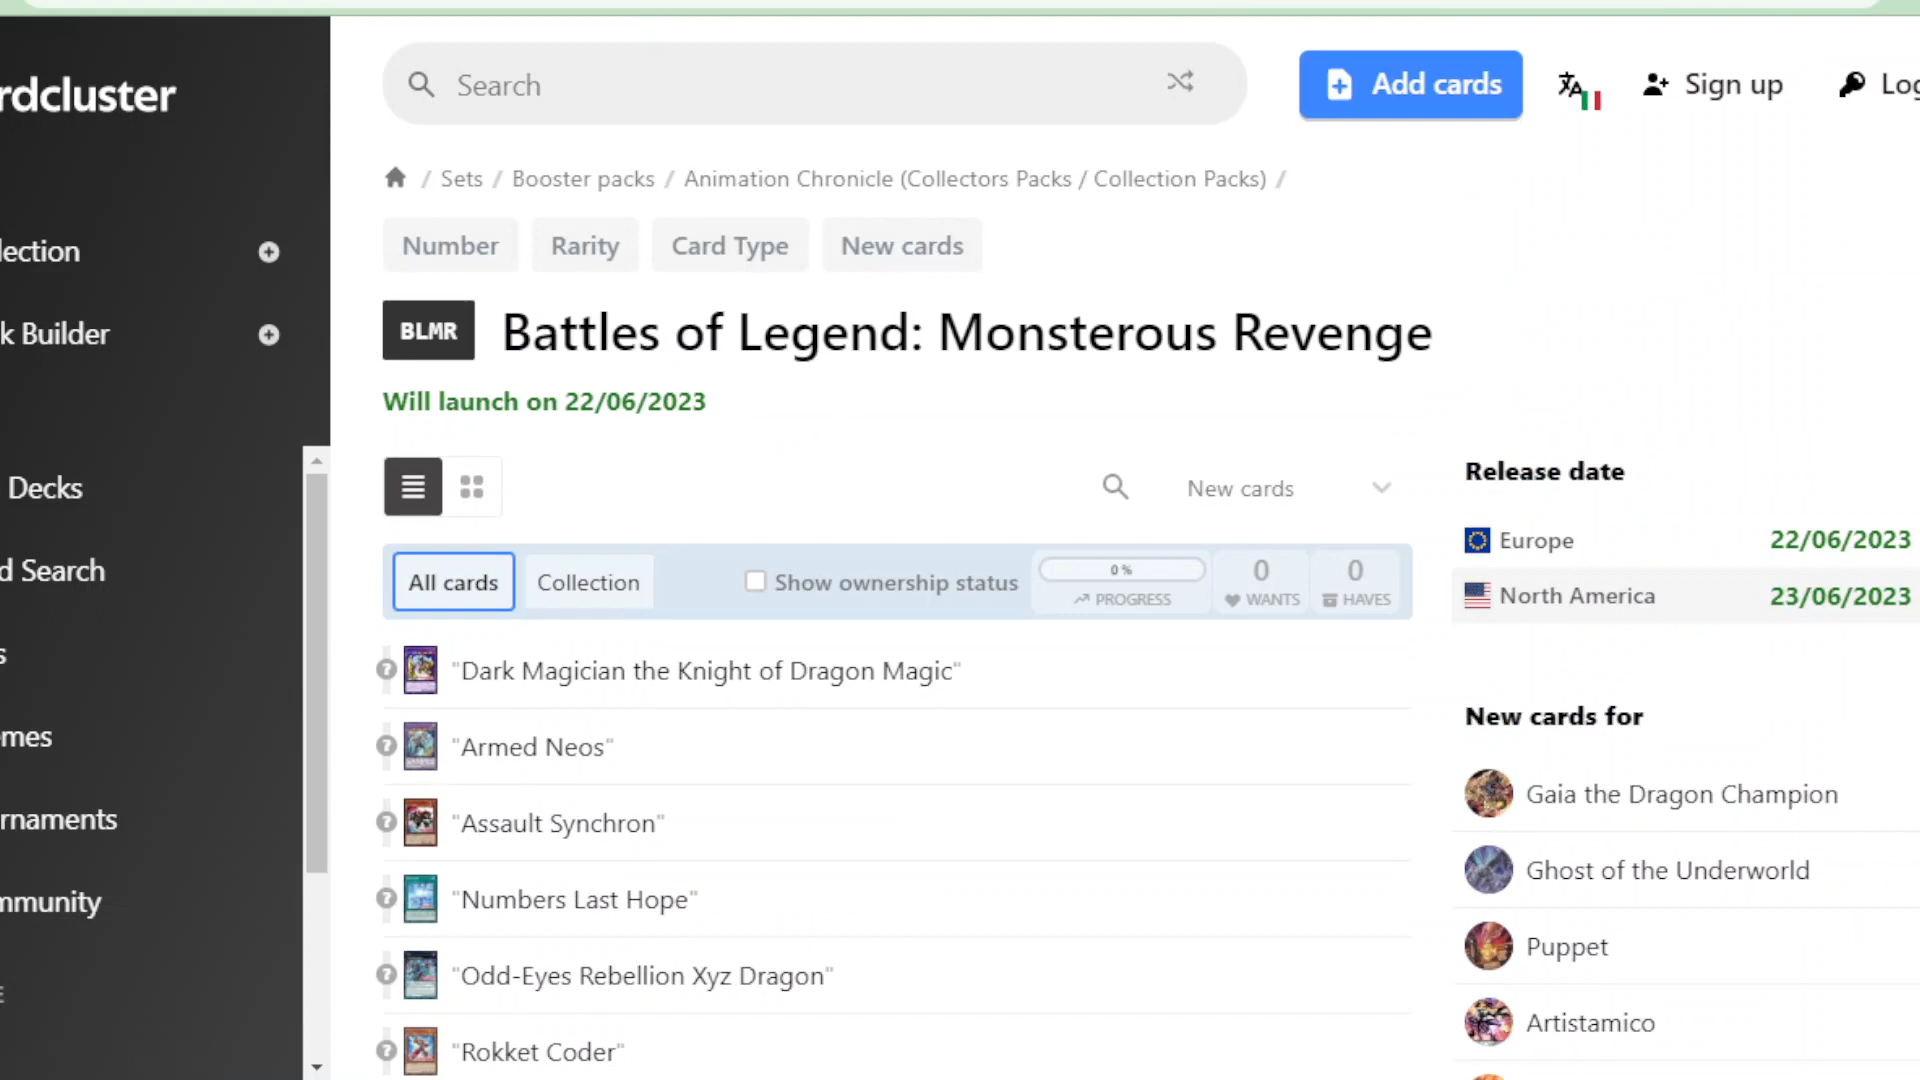 rdcluster
Search
Add cards
Sign up
Log
/ Sets / Booster packs / Animation Chronicle (Collectors Packs / Collection Packs) /
lection
k Builder
Decks
d Search
s
emes
rnaments
mmunity
E
Number
Rarity
Card Type
New cards
BLMR
Battles of Legend: Monsterous Revenge
Will launch on 22/06/2023
New cards
All cards
Collection
Show ownership status
0 %
PROGRESS
0
WANTS
0
HAVES
"Dark Magician the Knight of Dragon Magic"
"Armed Neos"
"Assault Synchron"
"Numbers Last Hope"
"Odd-Eyes Rebellion Xyz Dragon"
"Rokket Coder"
Release date
Europe 22/06/2023
North America 23/06/2023
New cards for
Gaia the Dragon Champion
Ghost of the Underworld
Puppet
Artistamico